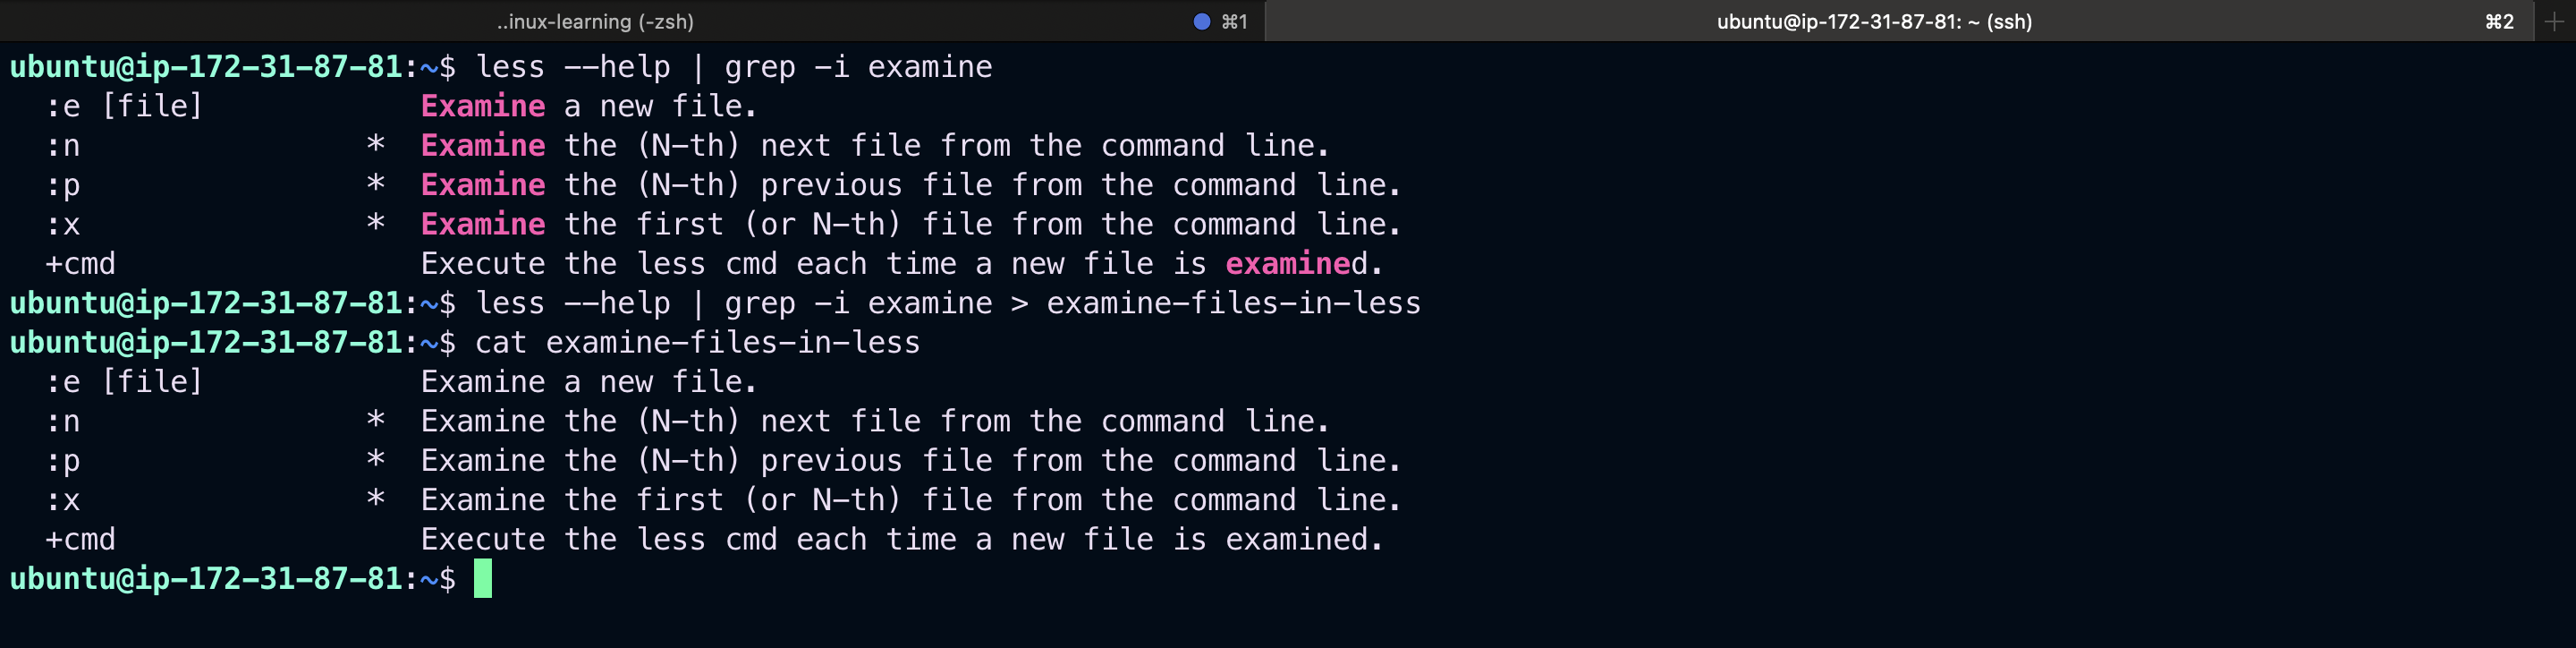 ..inux-learning (-zsh) ⌘1 ubuntu@ip-172-31-87-81: ~ (ssh) ⌘2
ubuntu@ip-172-31-87-81:~$ less --help | grep -i examine
  :e [file]            Examine a new file.
  :n                *  Examine the (N-th) next file from the command line.
  :p                *  Examine the (N-th) previous file from the command line.
  :x                *  Examine the first (or N-th) file from the command line.
  +cmd                 Execute the less cmd each time a new file is examined.
ubuntu@ip-172-31-87-81:~$ less --help | grep -i examine > examine-files-in-less
ubuntu@ip-172-31-87-81:~$ cat examine-files-in-less
  :e [file]            Examine a new file.
  :n                *  Examine the (N-th) next file from the command line.
  :p                *  Examine the (N-th) previous file from the command line.
  :x                *  Examine the first (or N-th) file from the command line.
  +cmd                 Execute the less cmd each time a new file is examined.
ubuntu@ip-172-31-87-81:~$